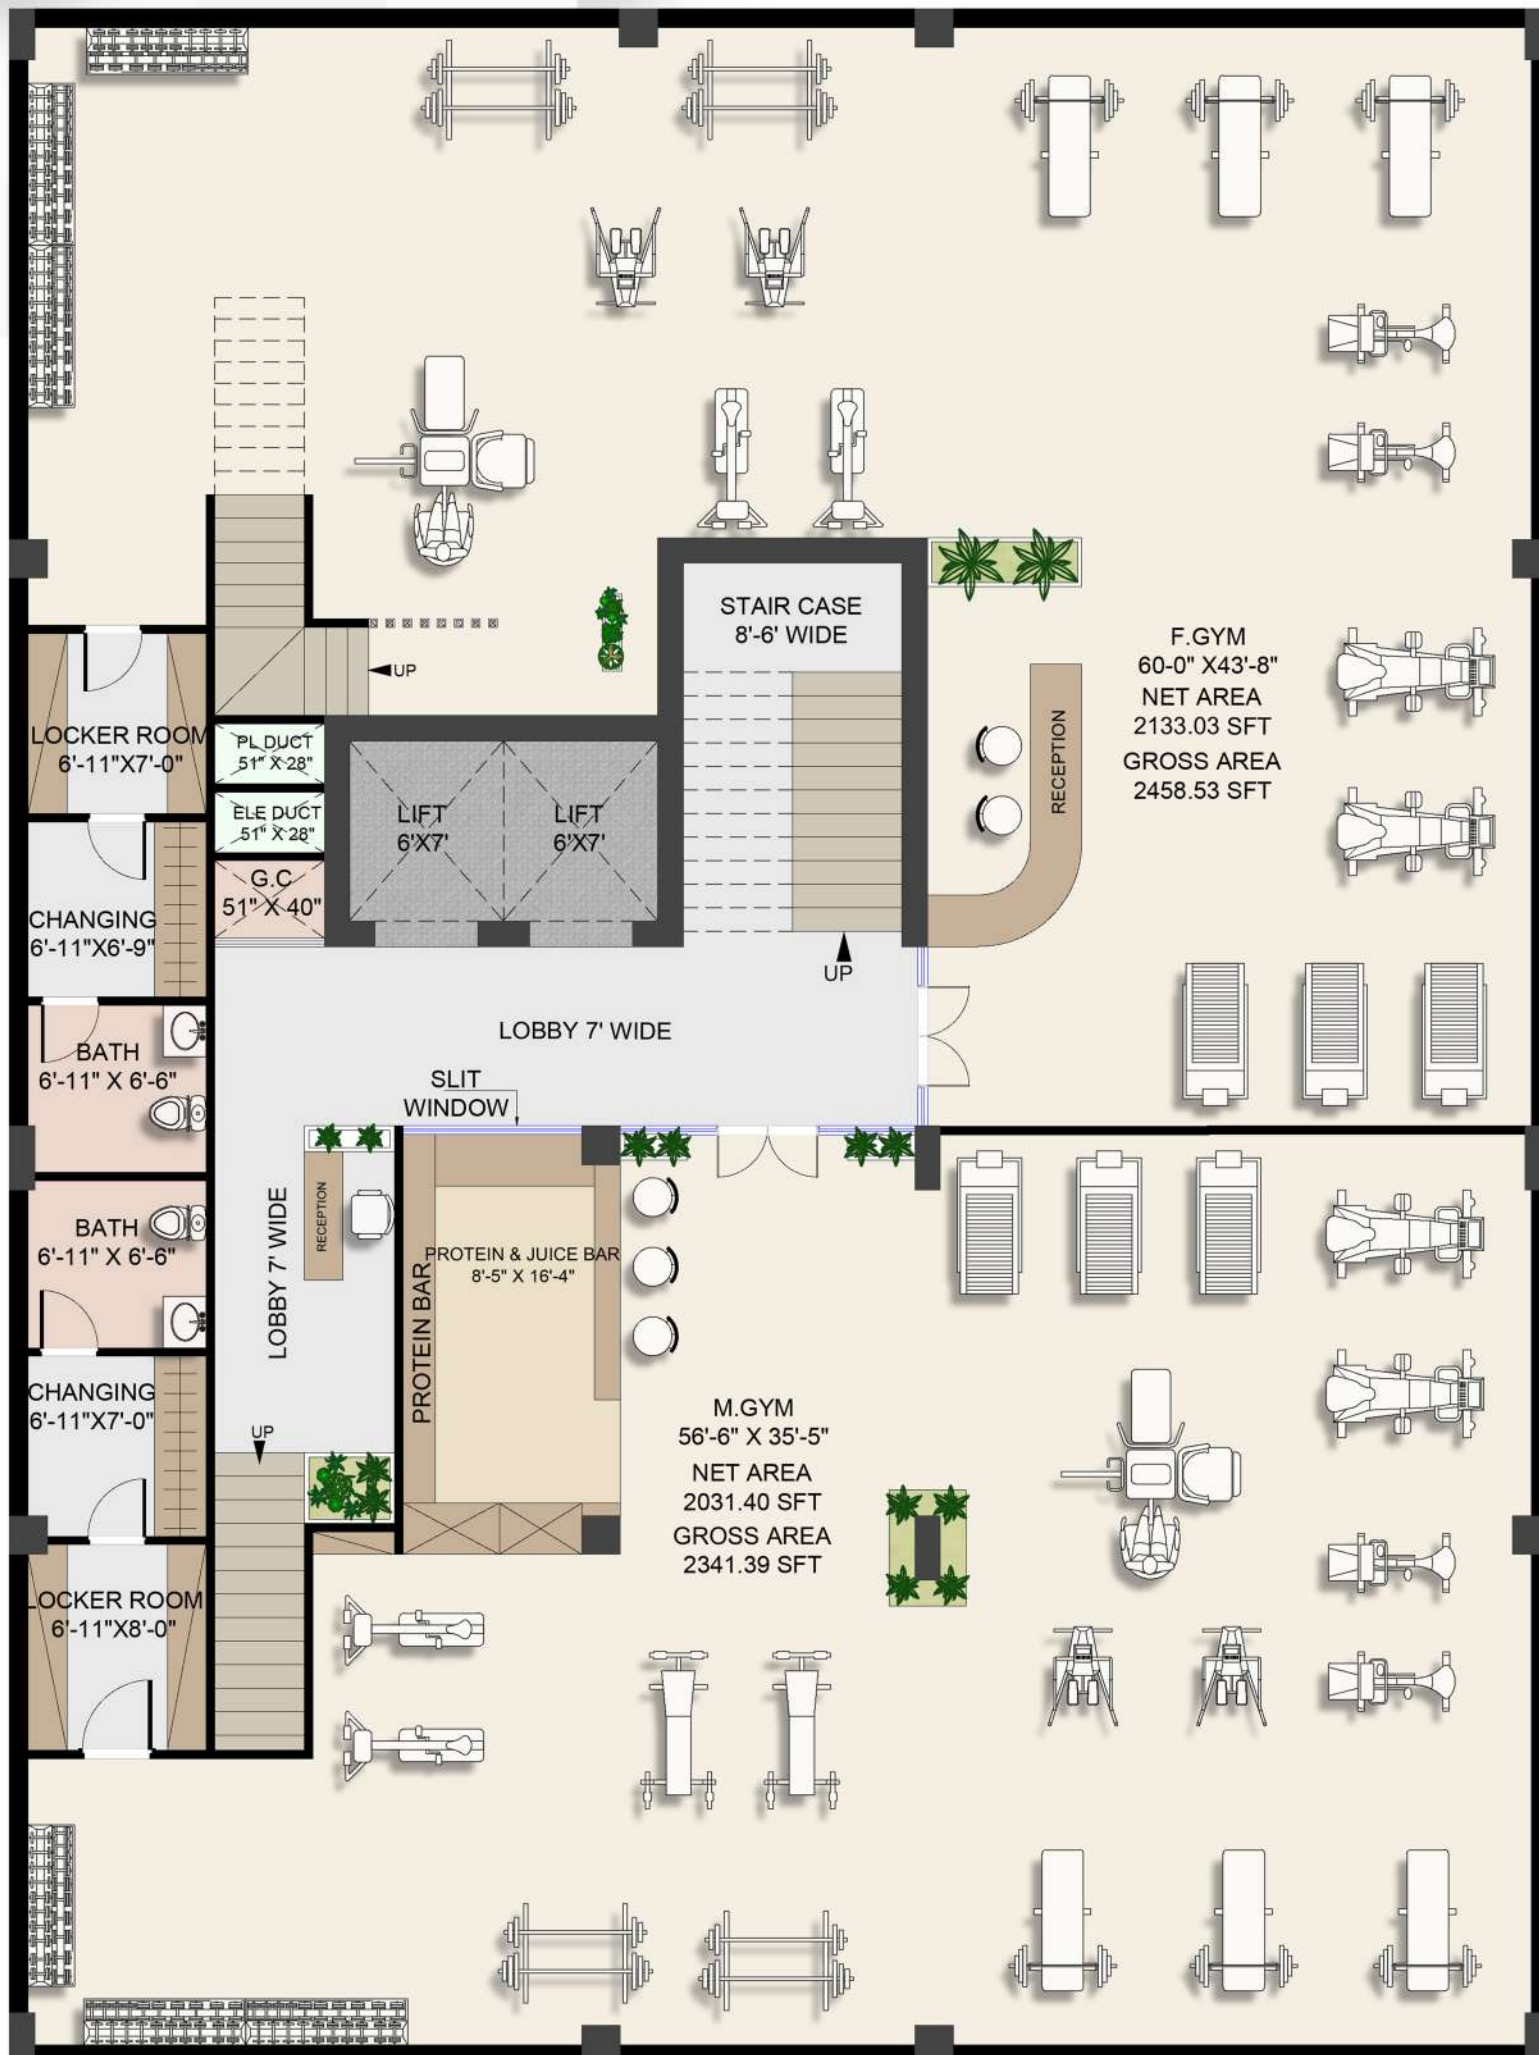 STAIR CASE
8'-6' WIDE
F.GYM
60-0" X43'-8"
NET AREA
2133.03 SFT
GROSS AREA
2458.53 SFT
UP
LOCKER ROOM
6'-11"X7'-0"
PL DUCT
51" X 28"
ELE DUCT
51" X 28"
LIFT
6'X7'
LIFT
6'X7'
RECEPTION
G.C
51" X 40"
CHANGING
6'-11"X6'-9"
UP
LOBBY 7' WIDE
BATH
6'-11" X 6'-6"
SLIT
WINDOW
BATH
6'-11" X 6'-6"
LOBBY 7' WIDE
RECEPTION
PROTEIN BAR
PROTEIN & JUICE BAR
8'-5" X 16'-4"
CHANGING
6'-11"X7'-0"
UP
M.GYM
56'-6" X 35'-5"
NET AREA
2031.40 SFT
GROSS AREA
2341.39 SFT
LOCKER ROOM
6'-11"X8'-0"